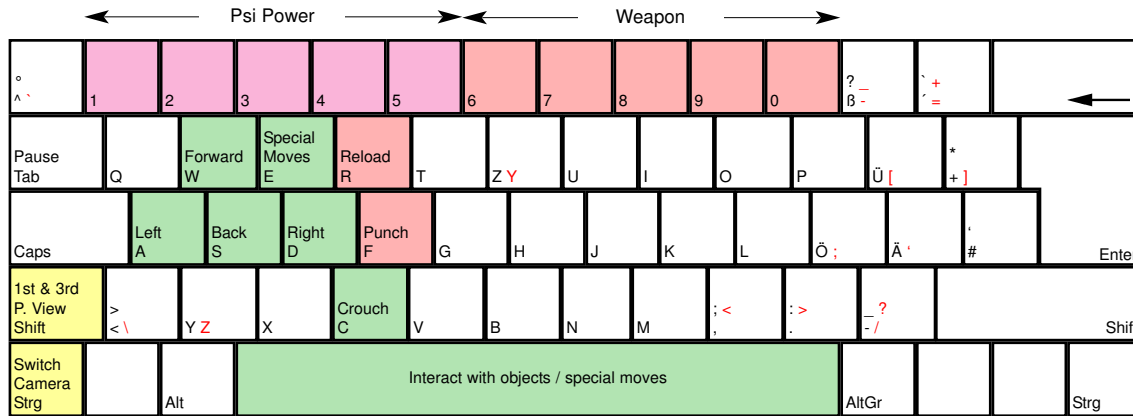 Psi Power Weapon
° ? _ ` +
^ ` 1 2 3 4 5 6 7 8 9 0 ß - ´ =
Special *
Pause Forward Moves Reload
Tab Q W E R T Z Y U I O P Ü [ + ]
Left Back Right Punch ‘
Caps A S D F G H J K L Ö ; Ä ‘ # Enter
1st & 3rd
P. View > Crouch ; < : > _ ?
Shift < \ Y Z X C V B N M , . - / Shif
Switch
Camera Interact with objects / special moves
Strg Alt AltGr Strg